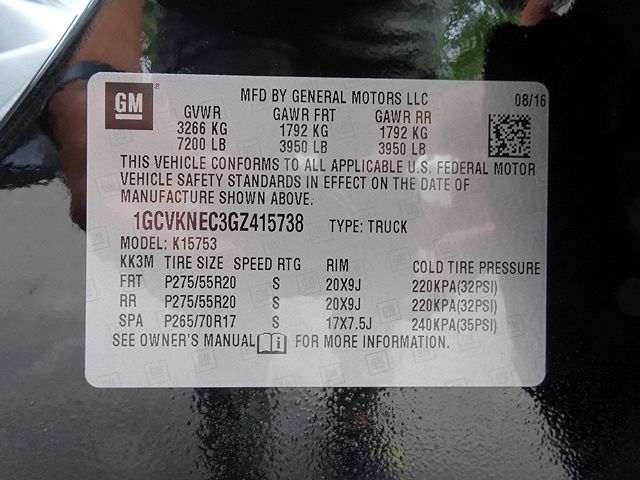 GM ® MFD BY GENERAL MOTORS LLC 08/16
GVWR GAWR FRT GAWR RR
3266 KG 1792 KG 1792 KG
7200 LB 3950 LB 3950 LB
THIS VEHICLE CONFORMS TO ALL APPLICABLE U.S. FEDERAL MOTOR
VEHICLE SAFETY STANDARDS IN EFFECT ON THE DATE OF
MANUFACTURE SHOWN ABOVE.
1GCVKNEC3GZ415738 TYPE: TRUCK
MODEL: K15753
KK3M TIRE SIZE SPEED RTG RIM COLD TIRE PRESSURE
FRT P275/55R20 S 20X9J 220KPA(32PSI)
RR P275/55R20 S 20X9J 220KPA(32PSI)
SPA P265/70R17 S 17X7.5J 240KPA(35PSI)
SEE OWNER'S MANUAL FOR MORE INFORMATION.